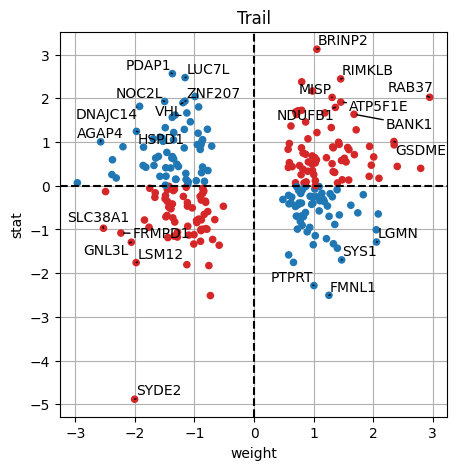 Trail
BRINP2
PDAP1
LUC7L
RIMKLB
NOC2L
ZNF207
MISP
RAB37
DNAJC14
VHL
NDUFB1
ATP5F1E
AGAP4
HSPD1
BANK1
GSDME
SLC38A1
FRMPD1
GNL3L
LSM12
LGMN
SYS1
PTPRT
FMNL1
SYDE2
3
2
1
0
−1
−2
−3
−4
−5
stat
−3 −2 −1 0 1 2 3
weight